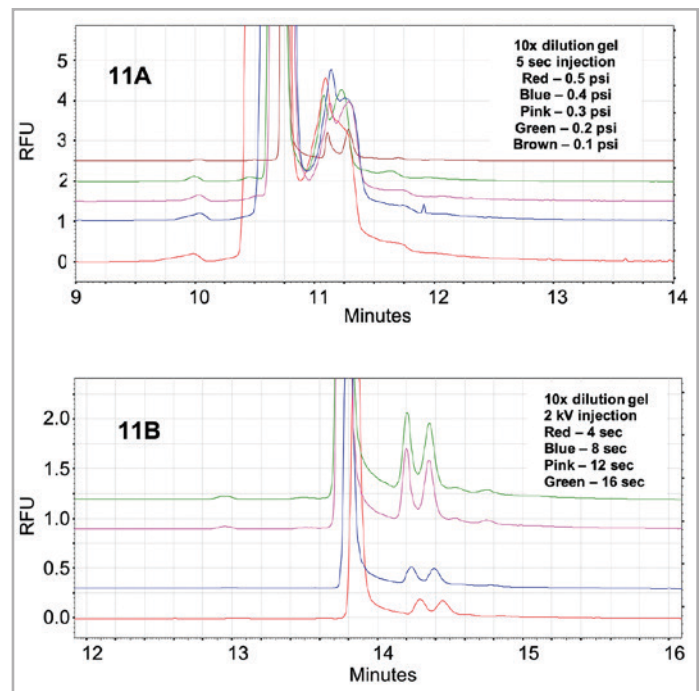 11A
10x dilution gel
5 sec injection
Red – 0.5 psi
Blue – 0.4 psi
Pink – 0.3 psi
Green – 0.2 psi
Brown – 0.1 psi
RFU
5
4
3
2
1
0
9 10 11 12 13 14
Minutes
11B
10x dilution gel
2 kV injection
Red – 4 sec
Blue – 8 sec
Pink – 12 sec
Green – 16 sec
RFU
2.0
1.5
1.0
0.5
0.0
12 13 14 15 16
Minutes